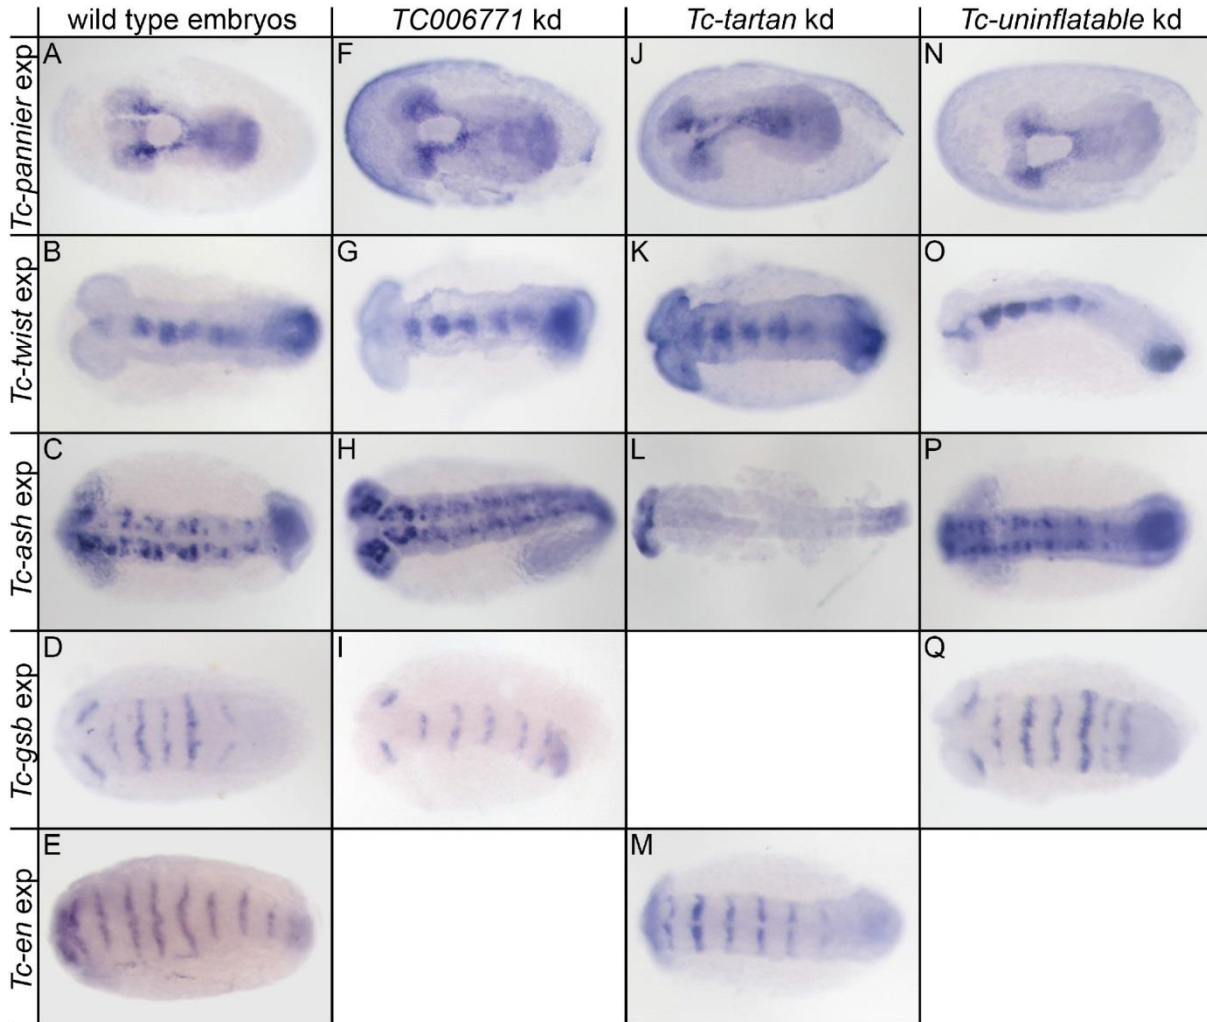 wild type embryos TC006771 kd Tc-tartan kd Tc-uninflatable kd
Tc-pannier exp A F J N
Tc-twist exp B G K O
Tc-ash exp C H L P
Tc-gsb exp D I Q
Tc-en exp E M